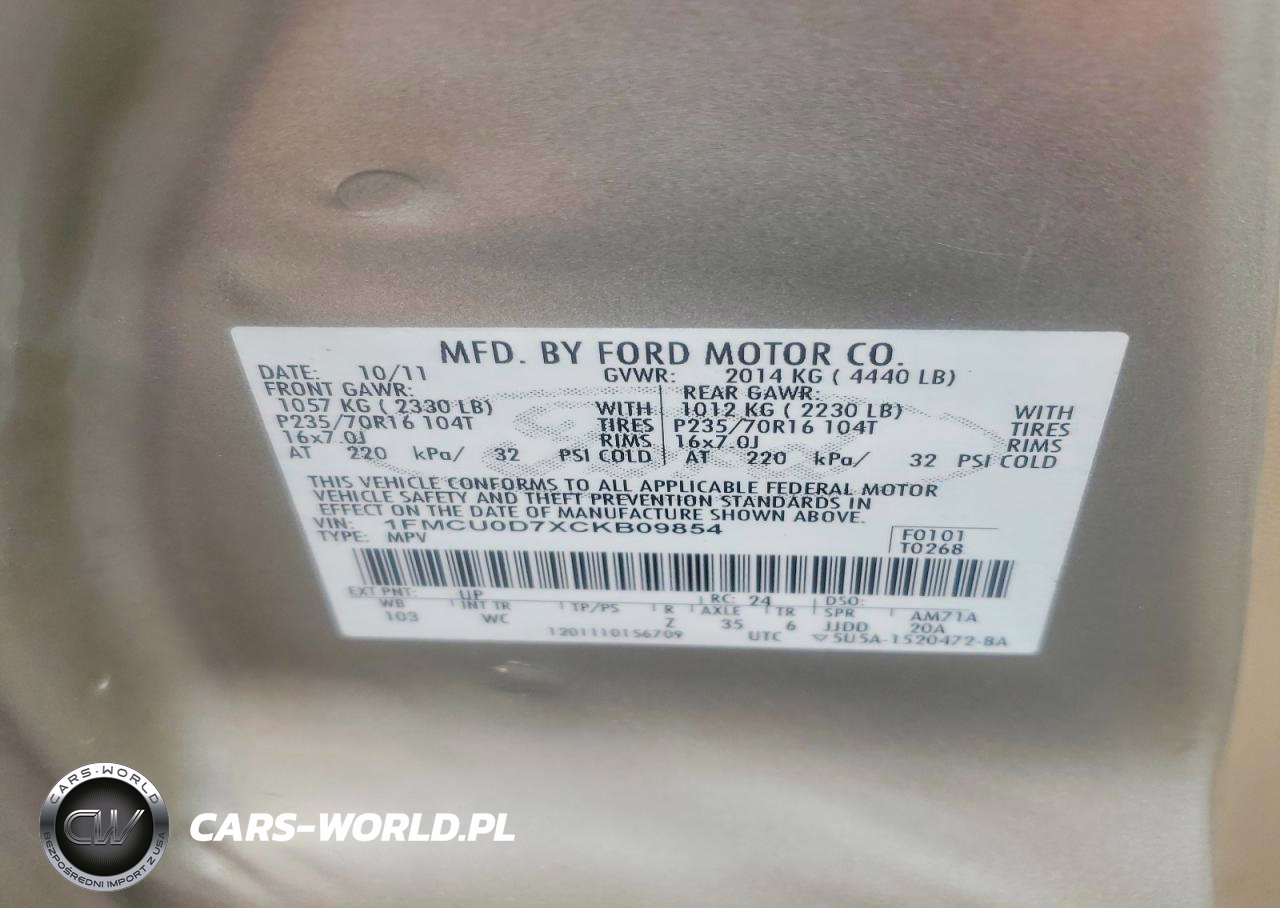 MFD. BY FORD MOTOR CO.
DATE: 10/11 GVWR: 2014 KG ( 4440 LB)
FRONT GAWR: REAR GAWR:
1057 KG ( 2330 LB) WITH 1012 KG ( 2230 LB) WITH
P235/70R16 104T TIRES P235/70R16 104T TIRES
16x7.0J RIMS 16x7.0J RIMS
AT 220 kPa/ 32 PSI COLD AT 220 kPa/ 32 PSI COLD
THIS VEHICLE CONFORMS TO ALL APPLICABLE FEDERAL MOTOR
VEHICLE SAFETY AND THEFT PREVENTION STANDARDS IN
EFFECT ON THE DATE OF MANUFACTURE SHOWN ABOVE.
VIN: 1FMCU0D7XCKB09854 F0101
TYPE: MPV T0268
EXT PNT: UP RC: 24 DSO:
WB INT TR TP/PS R AXLE TR SPR AM71A
103 WC Z 35 6 JJDD 20A
1201110156709 UTC ▽5U5A-1520472-BA
CARS-WORLD
CW
BEZPOŚREDNI IMPORT Z USA
CARS-WORLD.PL